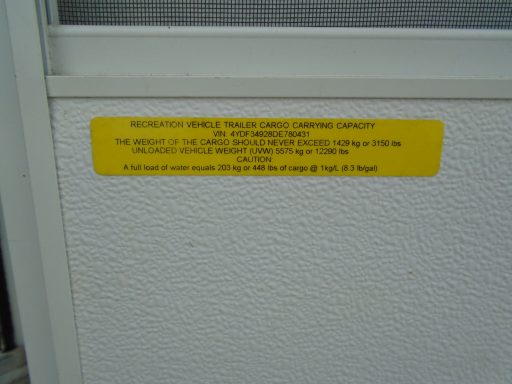 RECREATION VEHICLE TRAILER CARGO CARRYING CAPACITY
VIN: 4YDF34928DE780431
THE WEIGHT OF THE CARGO SHOULD NEVER EXCEED 1429 kg or 3150 lbs
UNLOADED VEHICLE WEIGHT (UVW) 5575 kg or 12290 lbs
CAUTION:
A full load of water equals 203 kg or 448 lbs of cargo @ 1kg/L (8.3 lb/gal)